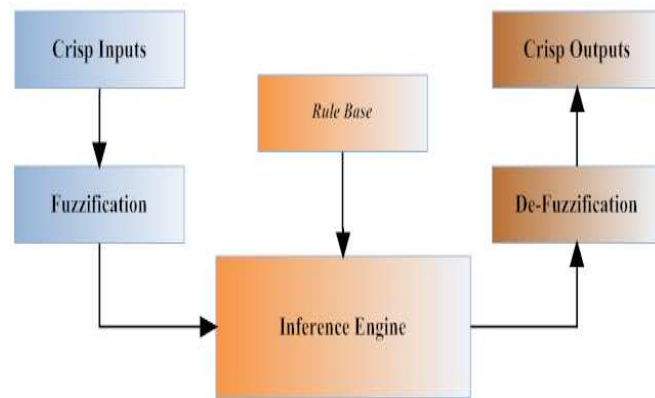 Crisp Inputs
Crisp Outputs
Rule Base
Fuzzification
De-Fuzzification
Inference Engine